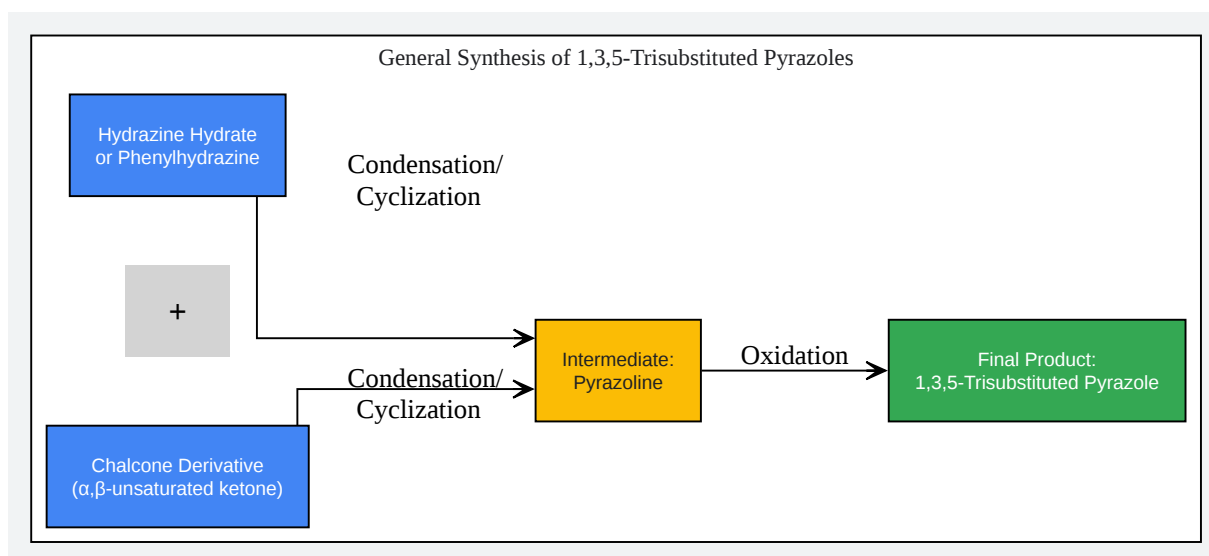 General Synthesis of 1,3,5-Trisubstituted Pyrazoles
Hydrazine Hydrate
or Phenylhydrazine
Condensation/
Cyclization
+
Condensation/
Cyclization
Chalcone Derivative
(α,β-unsaturated ketone)
Intermediate:
Pyrazoline
Oxidation
Final Product:
1,3,5-Trisubstituted Pyrazole